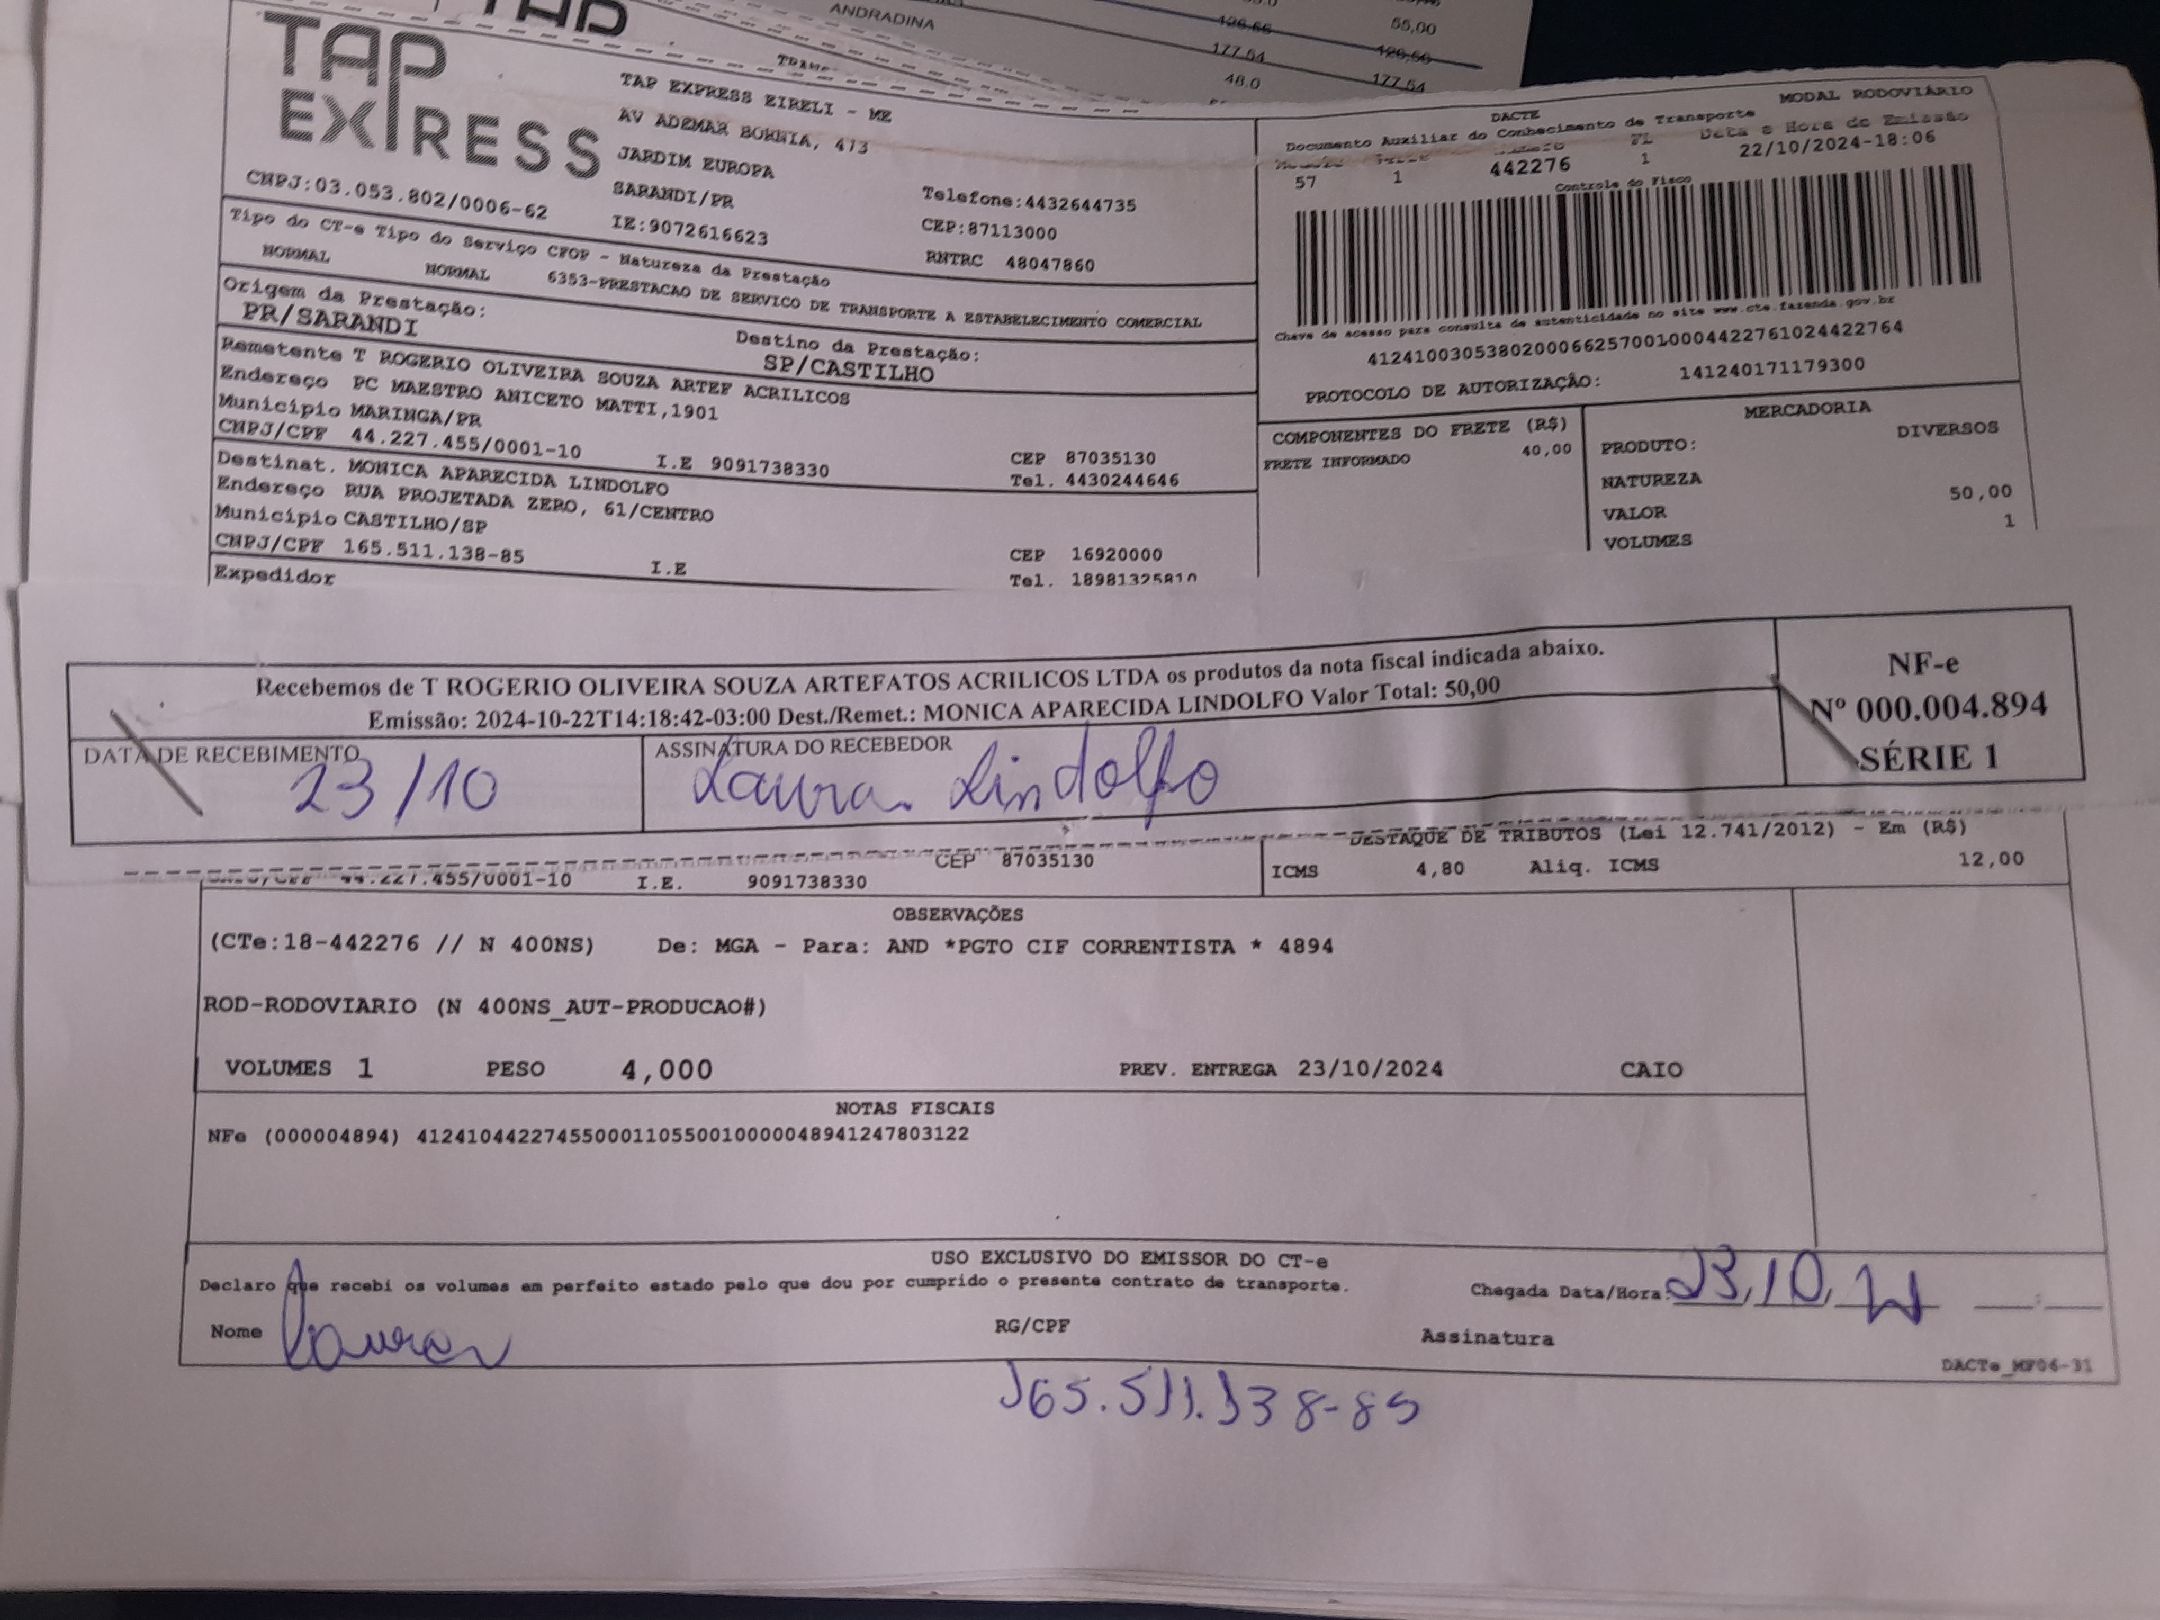 ANDRADINA
126.66
55,00
177.54
126,66
48.0
177,54
TAP
EXPRESS
CNPJ:03.053.802/0006-62
TAP EXPRESS EIRELI - ME
AV ADEMAR BORNIA, 473
JARDIM EUROPA
SARANDI/PR
IE:9072616623
Telefone:4432644735
CEP:87113000
RNTRC 48047860
Tipo do CT-e Tipo do Serviço CFOP - Natureza da Prestação
NORMAL NORMAL 6353-PRESTACAO DE SERVICO DE TRANSPORTE A ESTABELECIMENTO COMERCIAL
Origem da Prestação:
PR/SARANDI
Destino da Prestação:
SP/CASTILHO
Remetente T ROGERIO OLIVEIRA SOUZA ARTEF ACRILICOS
Endereço PC MAESTRO ANICETO MATTI,1901
Município MARINGA/PR CEP 87035130
CNPJ/CPF 44.227.455/0001-10 I.E 9091738330 Tel. 4430244646
Destinat. MONICA APARECIDA LINDOLFO
Endereço RUA PROJETADA ZERO, 61/CENTRO
Município CASTILHO/SP CEP 16920000
CNPJ/CPF 165.511.138-85 I.E Tel. 18981325810
Expedidor
DACTE MODAL RODOVIÁRIO
Documento Auxiliar do Conhecimento de Transporte
FL Data e Hora de Emissão
57 1 442276 1 22/10/2024-18:06
Controle do Fisco
Chave de acesso para consulta de autenticidade no site www.cte.fazenda.gov.br
41241003053802000662570010004422761024422764
PROTOCOLO DE AUTORIZAÇÃO: 141240171179300
COMPONENTES DO FRETE (R$)
FRETE INFORMADO 40,00
MERCADORIA
PRODUTO: DIVERSOS
NATUREZA
VALOR 50,00
VOLUMES 1
Recebemos de T ROGERIO OLIVEIRA SOUZA ARTEFATOS ACRILICOS LTDA os produtos da nota fiscal indicada abaixo.
Emissão: 2024-10-22T14:18:42-03:00 Dest./Remet.: MONICA APARECIDA LINDOLFO Valor Total: 50,00
DATA DE RECEBIMENTO
23/10
ASSINATURA DO RECEBEDOR
Laura Lindolfo
NF-e
Nº 000.004.894
SÉRIE 1
CEP 87035130
44.227.455/0001-10 I.E. 9091738330
DESTAQUE DE TRIBUTOS (Lei 12.741/2012) - Em (R$)
ICMS 4,80 Aliq. ICMS 12,00
OBSERVAÇÕES
(CTe:18-442276 // N 400NS) De: MGA - Para: AND *PGTO CIF CORRENTISTA * 4894
ROD-RODOVIARIO (N 400NS_AUT-PRODUCAO#)
VOLUMES 1 PESO 4,000 PREV. ENTREGA 23/10/2024 CAIO
NOTAS FISCAIS
NFe (000004894) 41241044227455000110550010000048941247803122
USO EXCLUSIVO DO EMISSOR DO CT-e
Declaro que recebi os volumes em perfeito estado pelo que dou por cumprido o presente contrato de transporte.
Chegada Data/Hora: 23,10, 24
Nome Laura RG/CPF Assinatura
DACTe_MF06-31
165.511.138-85